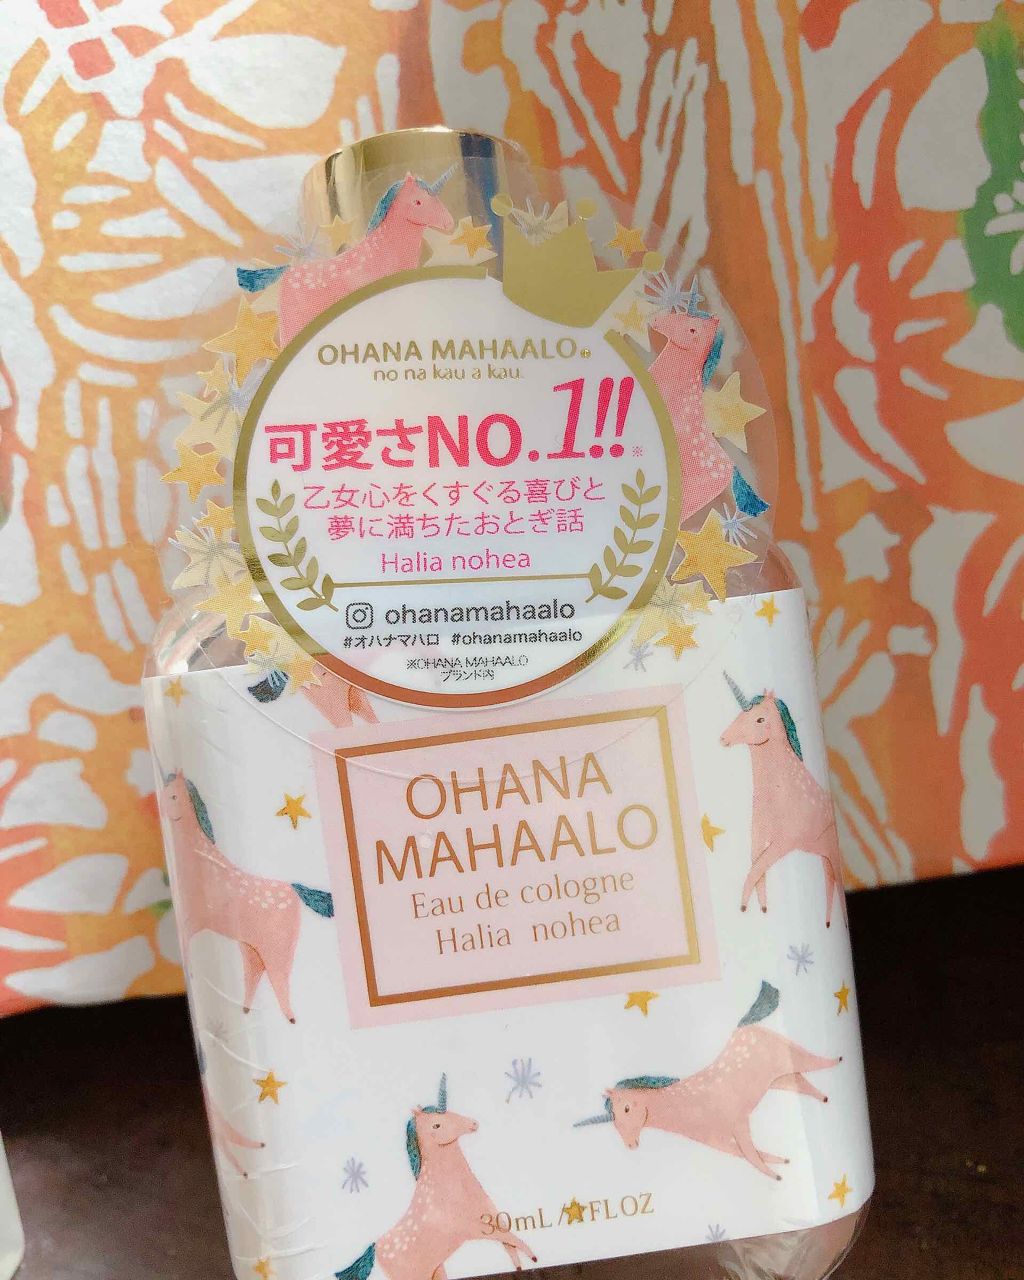 OHANA MAHAALO®
no na kau a kau.
可愛さNO.1!!※
乙女心をくすぐる喜びと
夢に満ちたおとぎ話
Halia nohea
ohanamahaalo
#オハナマハロ #ohanamahaalo
※OHANA MAHAALO
ブランド内
OHANA
MAHAALO
Eau de cologne
Halia nohea
30mL / FL OZ